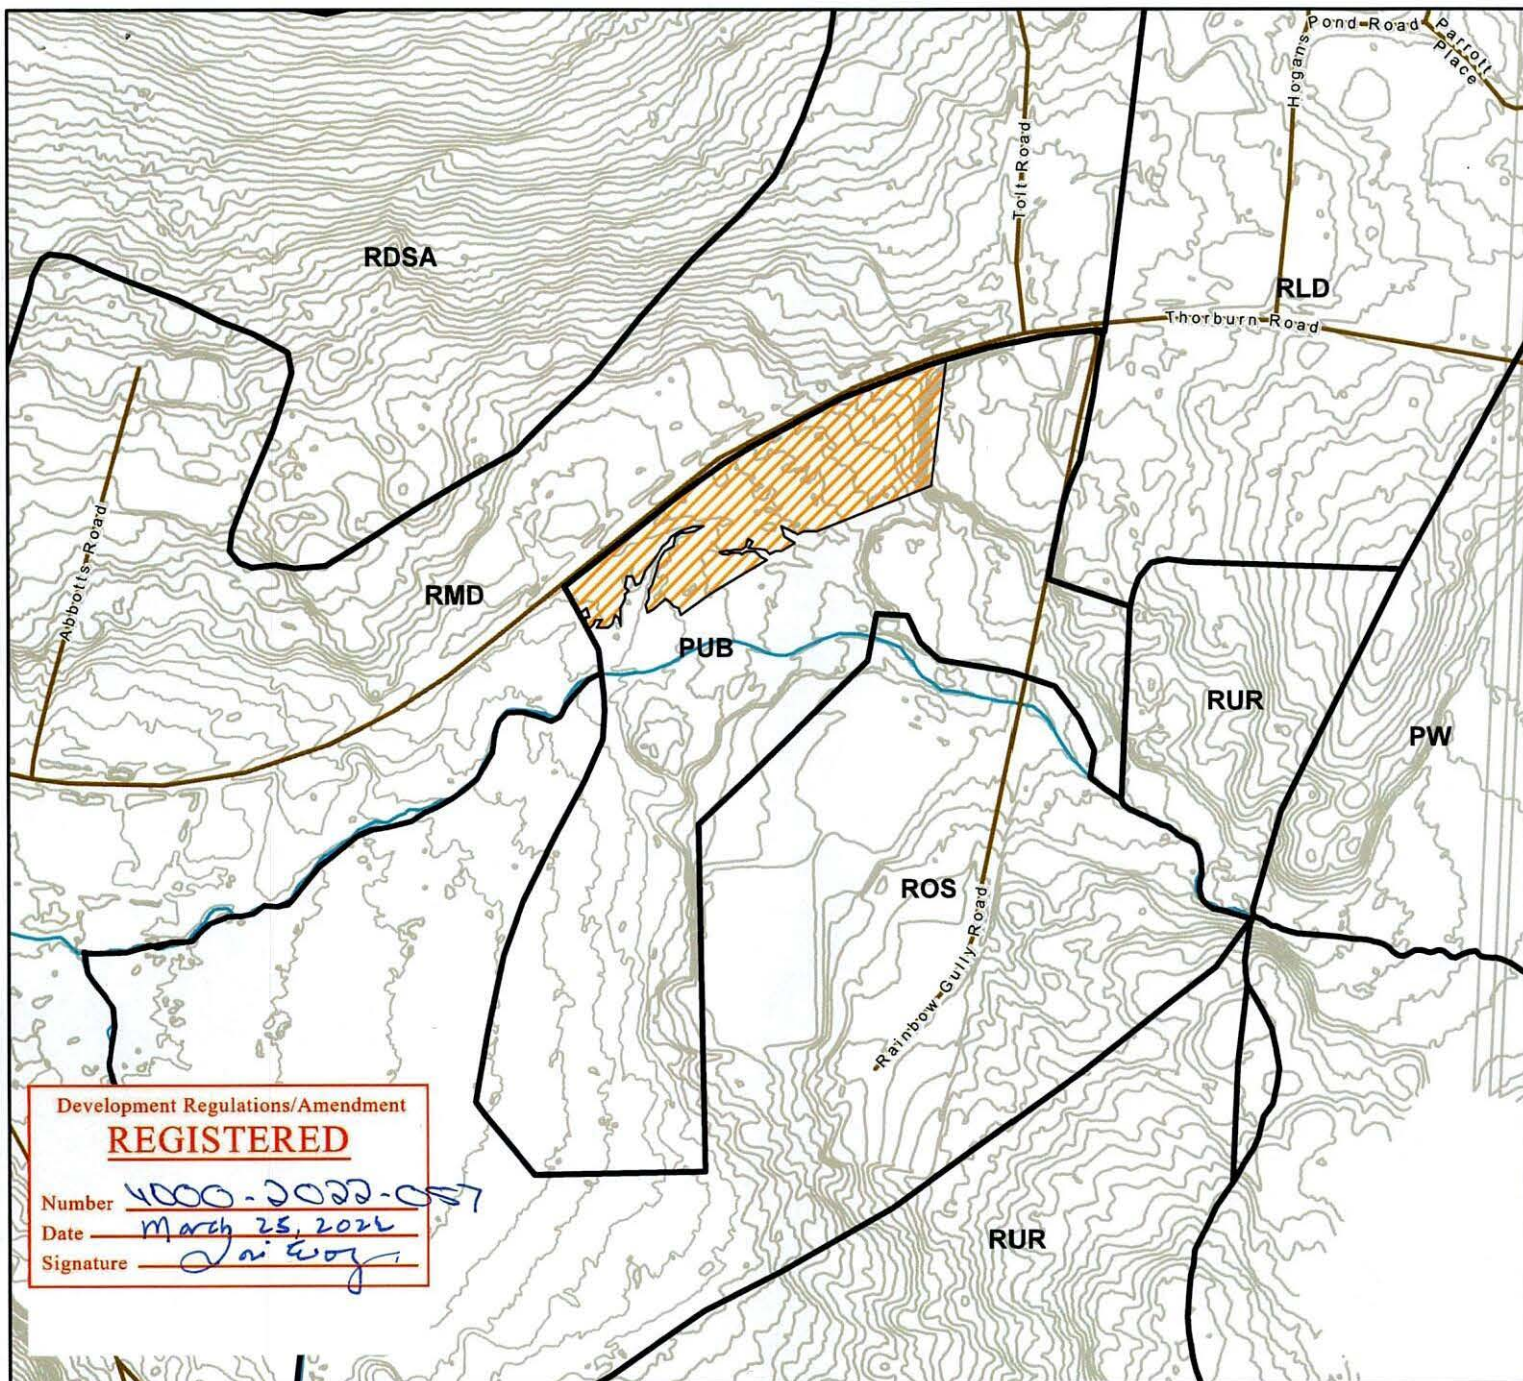 Pond Road
Parrott
Place
Hogans
Tolt Road
RDSA
RLD
Thorburn Road
Abbotts Road
RMD
PUB
RUR
PW
ROS
Rainbow Gully Road
Development Regulations/Amendment
REGISTERED
Number 4000-2022-057
Date March 25, 2022
Signature
RUR